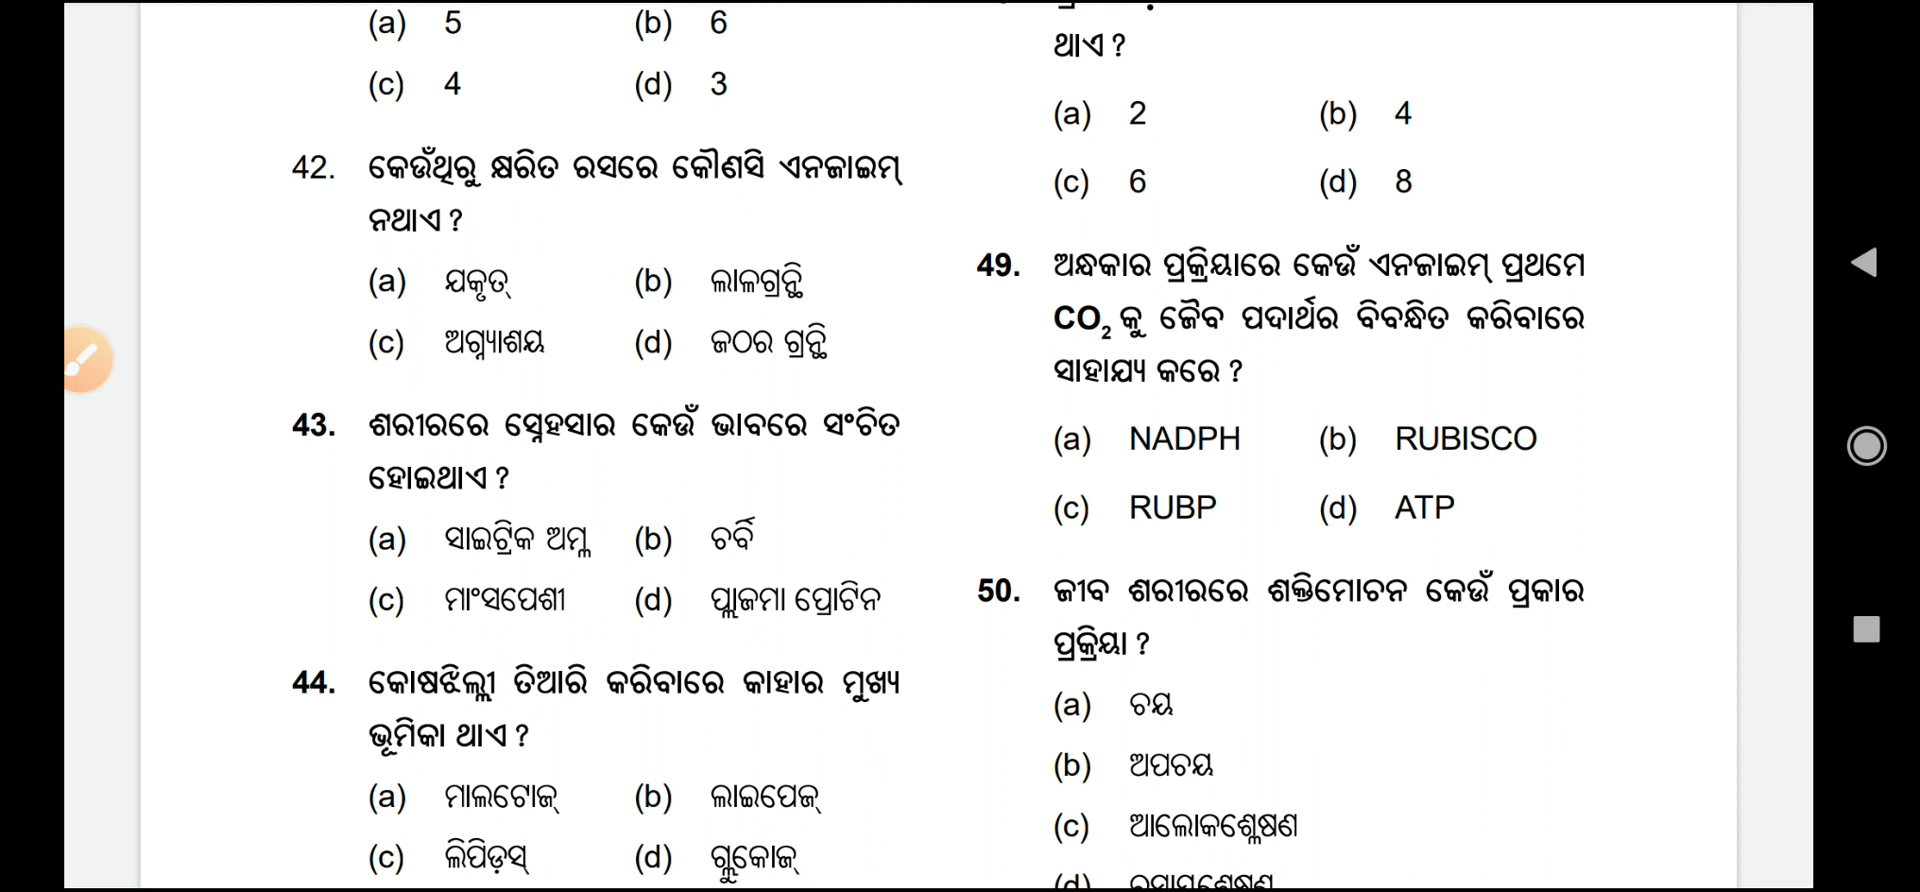 (a) 5 (b) 6
(c) 4 (d) 3
42. କେଉଁଥିରୁ କ୍ଷରିତ ରସରେ କୌଣସି ଏନଜାଇମ୍
ନଥାଏ ?
(a) ଯକୃତ୍ (b) ଲାଳଗ୍ରନ୍ଥି
(c) ଅଗ୍ନ୍ୟାଶୟ (d) ଜଠର ଗ୍ରନ୍ଥି
43. ଶରୀରରେ ସ୍ନେହସାର କେଉଁ ଭାବରେ ସଂଚିତ
ହୋଇଥାଏ ?
(a) ସାଇଟ୍ରିକ ଅମ୍ଳ (b) ଚର୍ବି
(c) ମାଂସପେଶୀ (d) ପ୍ଲାଜମା ପ୍ରୋଟିନ
44. କୋଷଝିଲ୍ଲୀ ତିଆରି କରିବାରେ କାହାର ମୁଖ୍ୟ
ଭୂମିକା ଥାଏ ?
(a) ମାଲଟୋଜ୍ (b) ଲାଇପେଜ୍
(c) ଲିପିଡ଼ସ୍ (d) ଗ୍ଲୁକୋଜ୍
ଥାଏ ?
(a) 2 (b) 4
(c) 6 (d) 8
49. ଅନ୍ଧକାର ପ୍ରକ୍ରିୟାରେ କେଉଁ ଏନଜାଇମ୍ ପ୍ରଥମେ
CO₂ କୁ ଜୈବ ପଦାର୍ଥର ବିବନ୍ଧିତ କରିବାରେ
ସାହାଯ୍ୟ କରେ ?
(a) NADPH (b) RUBISCO
(c) RUBP (d) ATP
50. ଜୀବ ଶରୀରରେ ଶକ୍ତିମୋଚନ କେଉଁ ପ୍ରକାର
ପ୍ରକ୍ରିୟା ?
(a) ଚୟ
(b) ଅପଚୟ
(c) ଆଲୋକଶ୍ଳେଷଣ
(d)